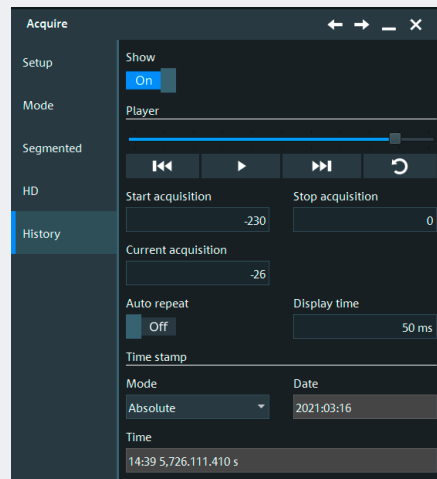 Acquire
Setup
Mode
Segmented
HD
History
Show
On
Player
Start acquisition
Stop acquisition
-230
0
Current acquisition
-26
Auto repeat
Display time
Off
50 ms
Time stamp
Mode
Date
Absolute
2021:03:16
Time
14:39 5,726.111.410 s